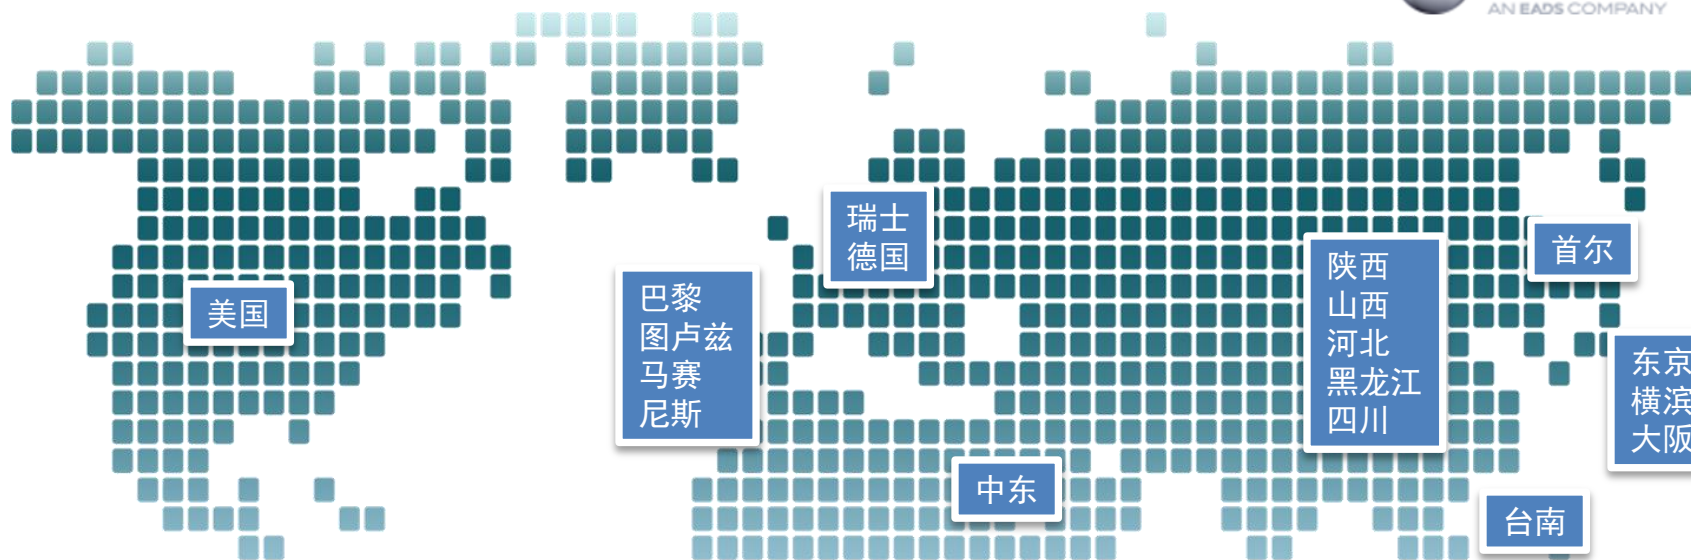 AN EADS COMPANY
瑞士
德国
首尔
陕西
山西
河北
黑龙江
四川
美国
巴黎
图卢兹
马赛
尼斯
东京
横滨
大阪
中东
台南